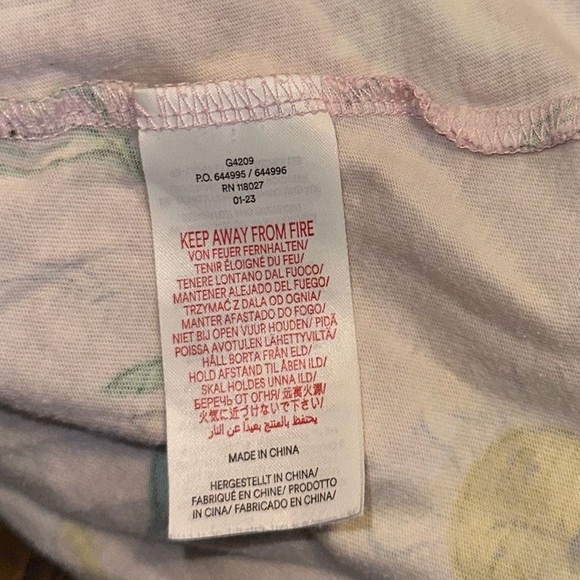 G4209
P.O. 644995 / 644996
RN 118027
01-23
KEEP AWAY FROM FIRE
VON FEUER FERNHALTEN/
TENIR ÉLOIGNÉ DU FEU/
TENERE LONTANO DAL FUOCO/
MANTENER ALEJADO DEL FUEGO/
TRZYMAĆ Z DALA OD OGNIA/
MANTER AFASTADO DO FOGO/
NIET BIJ OPEN VUUR HOUDEN/ PIDÄ
POISSA AVOTULEN LÄHETTYVILTÄ/
HÅLL BORTA FRÅN ELD/
HOLD AFSTAND TIL ÅBEN ILD/
SKAL HOLDES UNNA ILD/
БЕРЕЧЬ ОТ ОГНЯ/ 远离火源/
火気に近づけないで下さい/
يحتفظ بالمنتج بعيداً عن النار
MADE IN CHINA
HERGESTELLT IN CHINA/
FABRIQUÉ EN CHINE/ PRODOTTO
IN CINA/ FABRICADO EN CHINA/